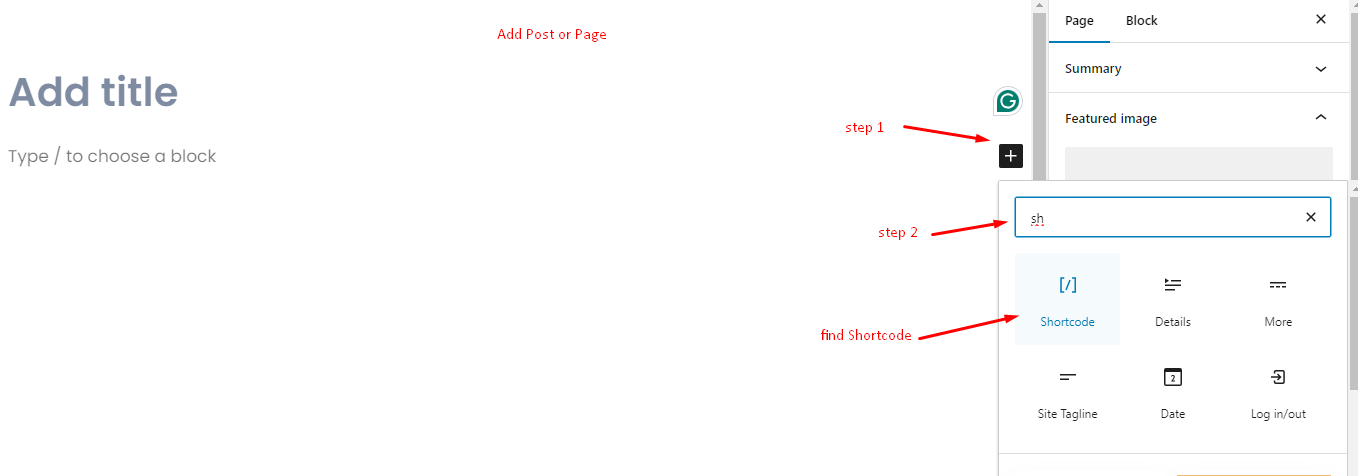 Add Post or Page
Page Block
Add title
Summary
Featured image
step 1
Type / to choose a block
sh
step 2
Shortcode Details More
find Shortcode
2
Site Tagline Date Log in/out